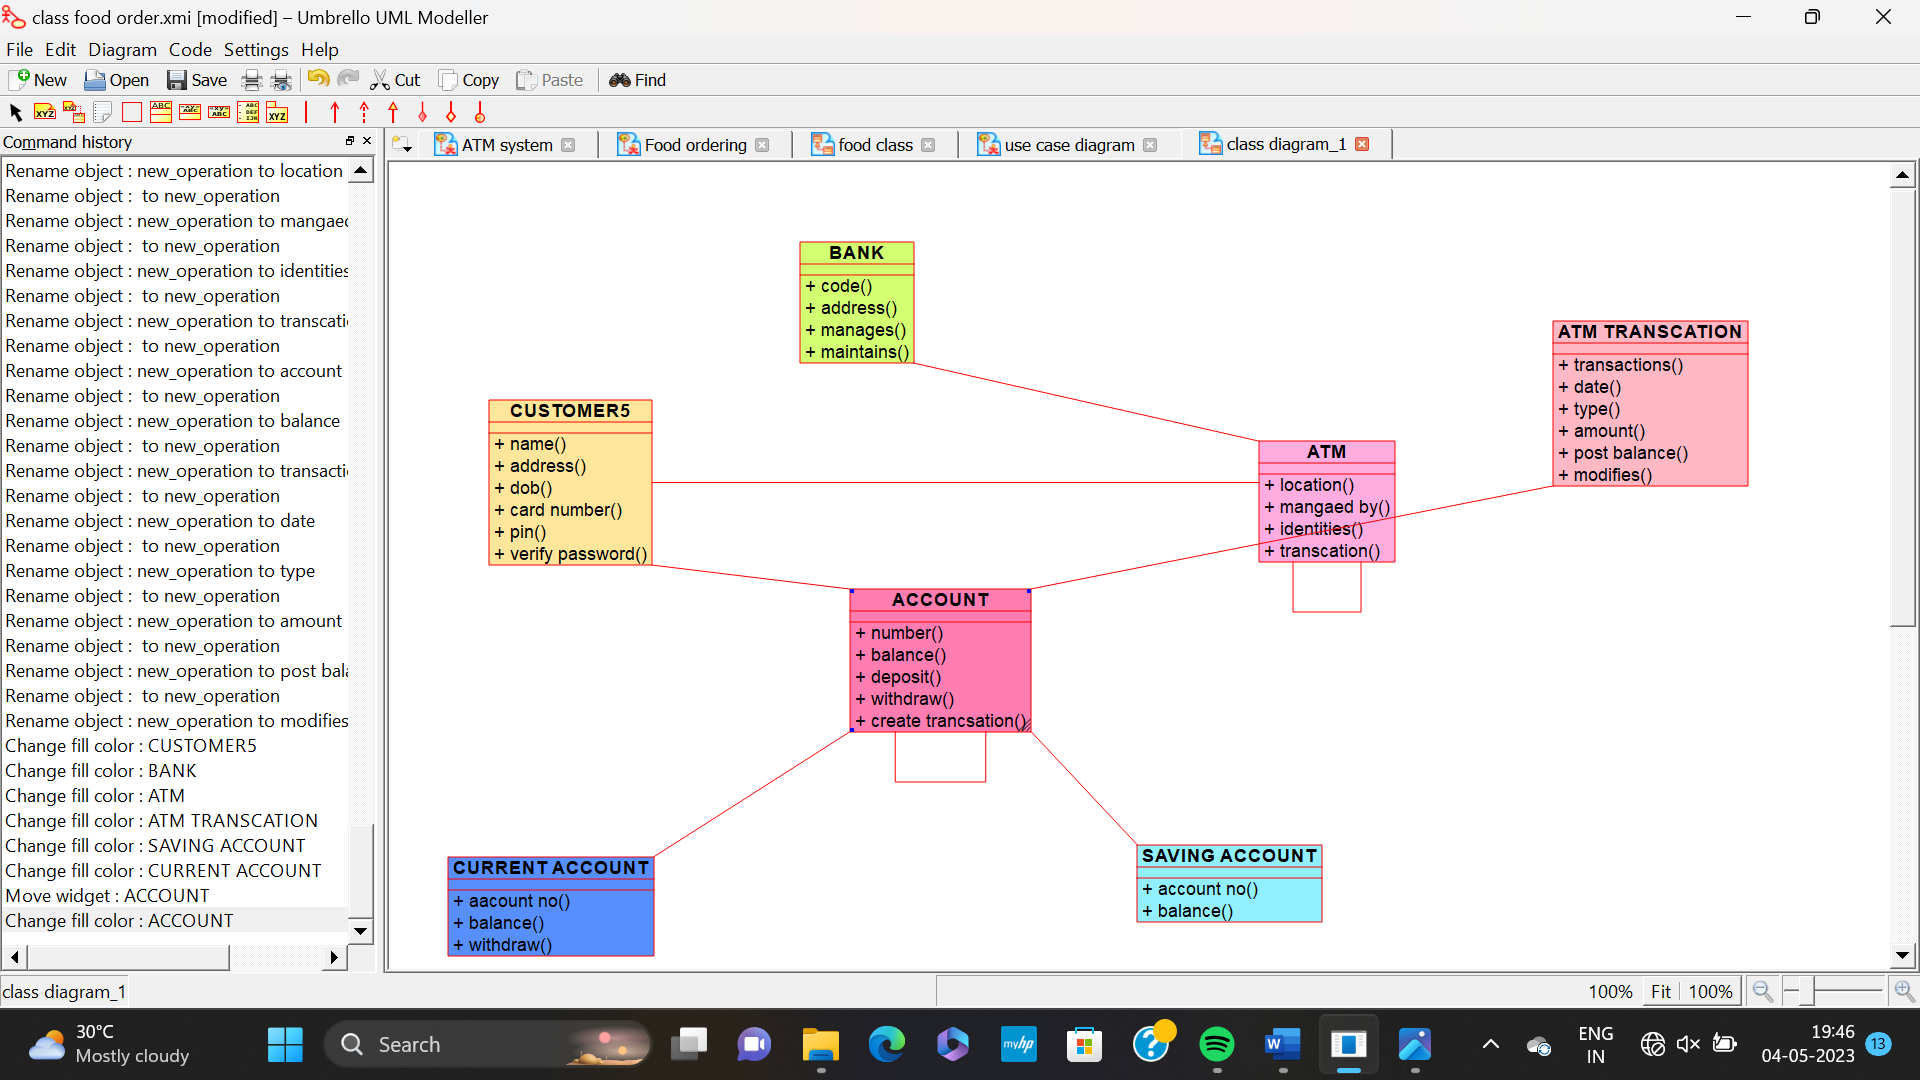 class food order.xmi [modified] – Umbrello UML Modeller
File Edit Diagram Code Settings Help
New Open Save Cut Copy Paste Find
Command history
ATM system
Food ordering
food class
use case diagram
class diagram_1
Rename object : new_operation to location
Rename object :  to new_operation
Rename object : new_operation to mangaec
Rename object :  to new_operation
Rename object : new_operation to identities
Rename object :  to new_operation
Rename object : new_operation to transcati
Rename object :  to new_operation
Rename object : new_operation to account
Rename object :  to new_operation
Rename object : new_operation to balance
Rename object :  to new_operation
Rename object : new_operation to transacti
Rename object :  to new_operation
Rename object : new_operation to date
Rename object :  to new_operation
Rename object : new_operation to type
Rename object :  to new_operation
Rename object : new_operation to amount
Rename object :  to new_operation
Rename object : new_operation to post bala
Rename object :  to new_operation
Rename object : new_operation to modifies
Change fill color : CUSTOMER5
Change fill color : BANK
Change fill color : ATM
Change fill color : ATM TRANSCATION
Change fill color : SAVING ACCOUNT
Change fill color : CURRENT ACCOUNT
Move widget : ACCOUNT
Change fill color : ACCOUNT
BANK
+ code()
+ address()
+ manages()
+ maintains()
ATM TRANSCATION
+ transactions()
+ date()
+ type()
+ amount()
+ post balance()
+ modifies()
CUSTOMER5
+ name()
+ address()
+ dob()
+ card number()
+ pin()
+ verify password()
ATM
+ location()
+ mangaed by()
+ identities()
+ transcation()
ACCOUNT
+ number()
+ balance()
+ deposit()
+ withdraw()
+ create trancsation()
CURRENT ACCOUNT
+ aacount no()
+ balance()
+ withdraw()
SAVING ACCOUNT
+ account no()
+ balance()
class diagram_1
100% Fit 100%
30°C
Mostly cloudy
Search
myhp
ENG
IN
19:46
04-05-2023
13